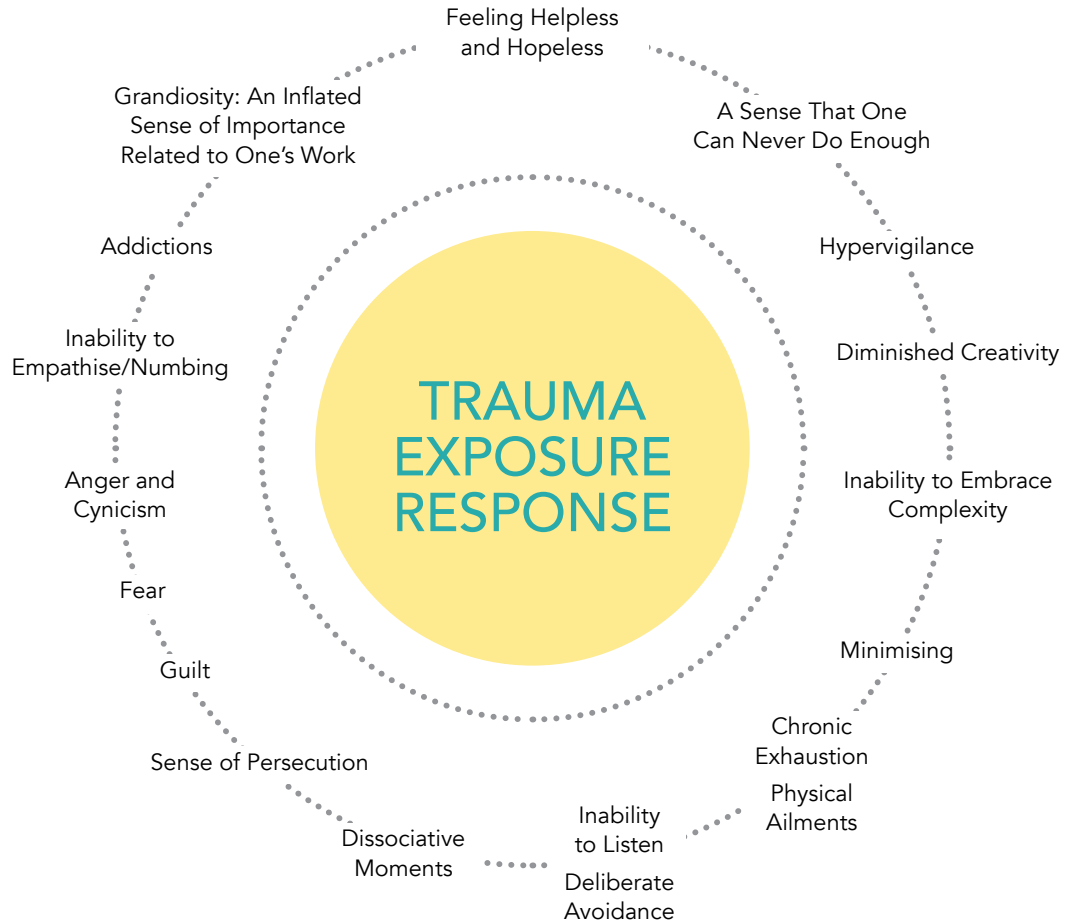 Feeling Helpless
and Hopeless
A Sense That One
Can Never Do Enough
Hypervigilance
Diminished Creativity
Inability to Embrace
Complexity
Minimising
Chronic
Exhaustion
Physical
Ailments
Inability
to Listen
Deliberate
Avoidance
Dissociative
Moments
Sense of Persecution
Guilt
Fear
Anger and
Cynicism
Inability to
Empathise/Numbing
Addictions
Grandiosity: An Inflated
Sense of Importance
Related to One’s Work
TRAUMA
EXPOSURE
RESPONSE